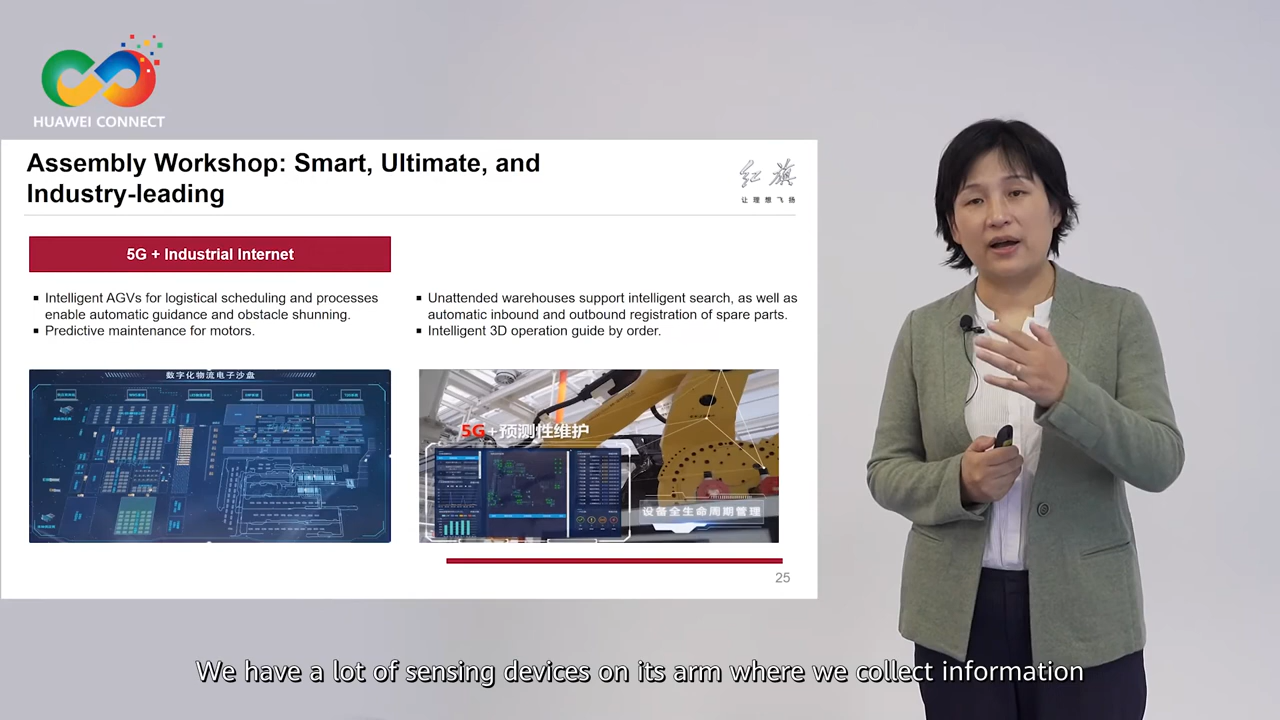 HUAWEI CONNECT
Assembly Workshop: Smart, Ultimate, and
Industry-leading
红旗
让理想飞扬
5G + Industrial Internet
▪ Intelligent AGVs for logistical scheduling and processes
enable automatic guidance and obstacle shunning.
▪ Predictive maintenance for motors.
▪ Unattended warehouses support intelligent search, as well as
automatic inbound and outbound registration of spare parts.
▪ Intelligent 3D operation guide by order.
数字化物流电子沙盘
5G+预测性维护
设备全生命周期管理
25
We have a lot of sensing devices on its arm where we collect information